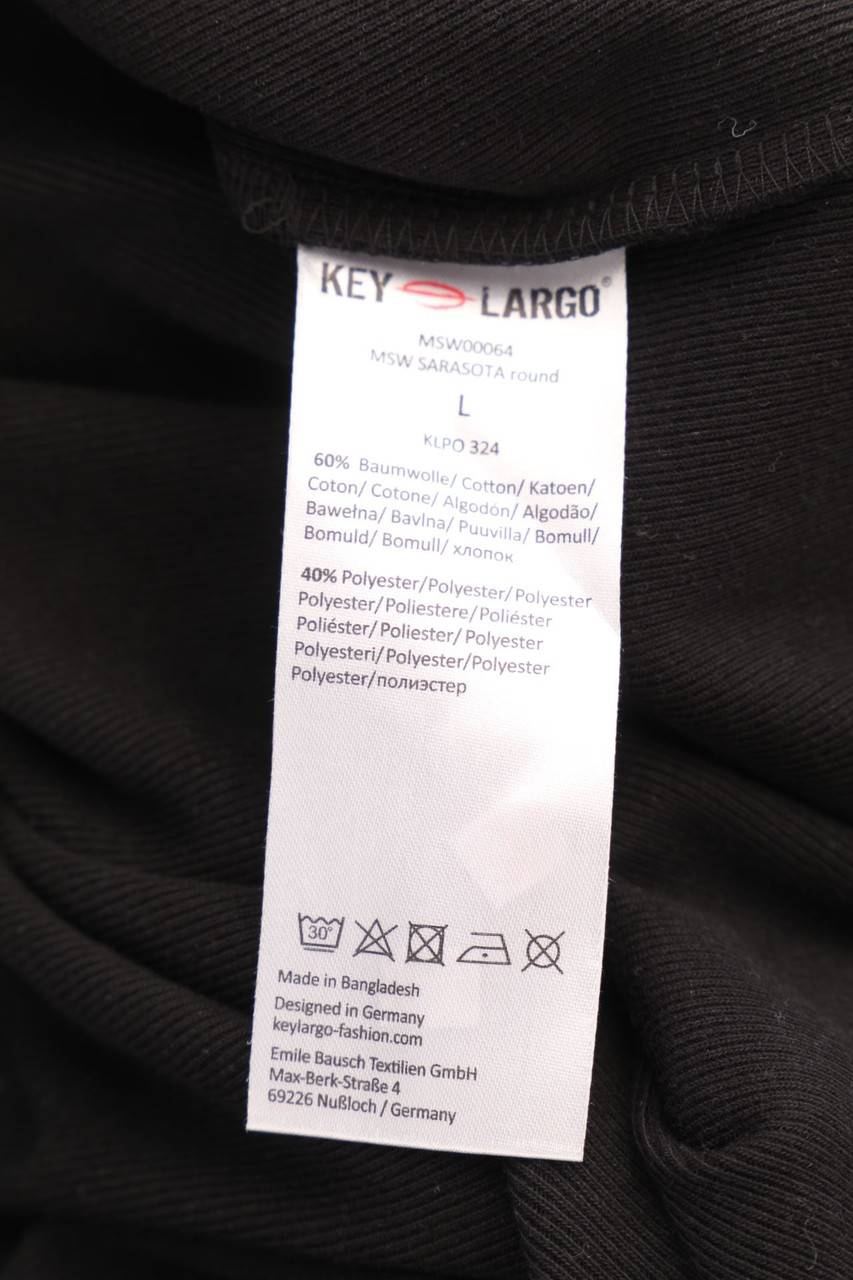 KEY LARGO®
MSW00064
MSW SARASOTA round
L
KLPO 324
60% Baumwolle/ Cotton/ Katoen/
Coton/ Cotone/ Algodón/ Algodão/
Bawełna/ Bavlna/ Puuvilla/ Bomull/
Bomuld/ Bomull/ хлопок
40% Polyester/Polyester/Polyester
Polyester/Poliestere/Poliéster
Poliéster/ Poliester/ Polyester
Polyesteri/Polyester/Polyester
Polyester/полиэстер
30°
Made in Bangladesh
Designed in Germany
keylargo-fashion.com
Emile Bausch Textilien GmbH
Max-Berk-Straße 4
69226 Nußloch / Germany